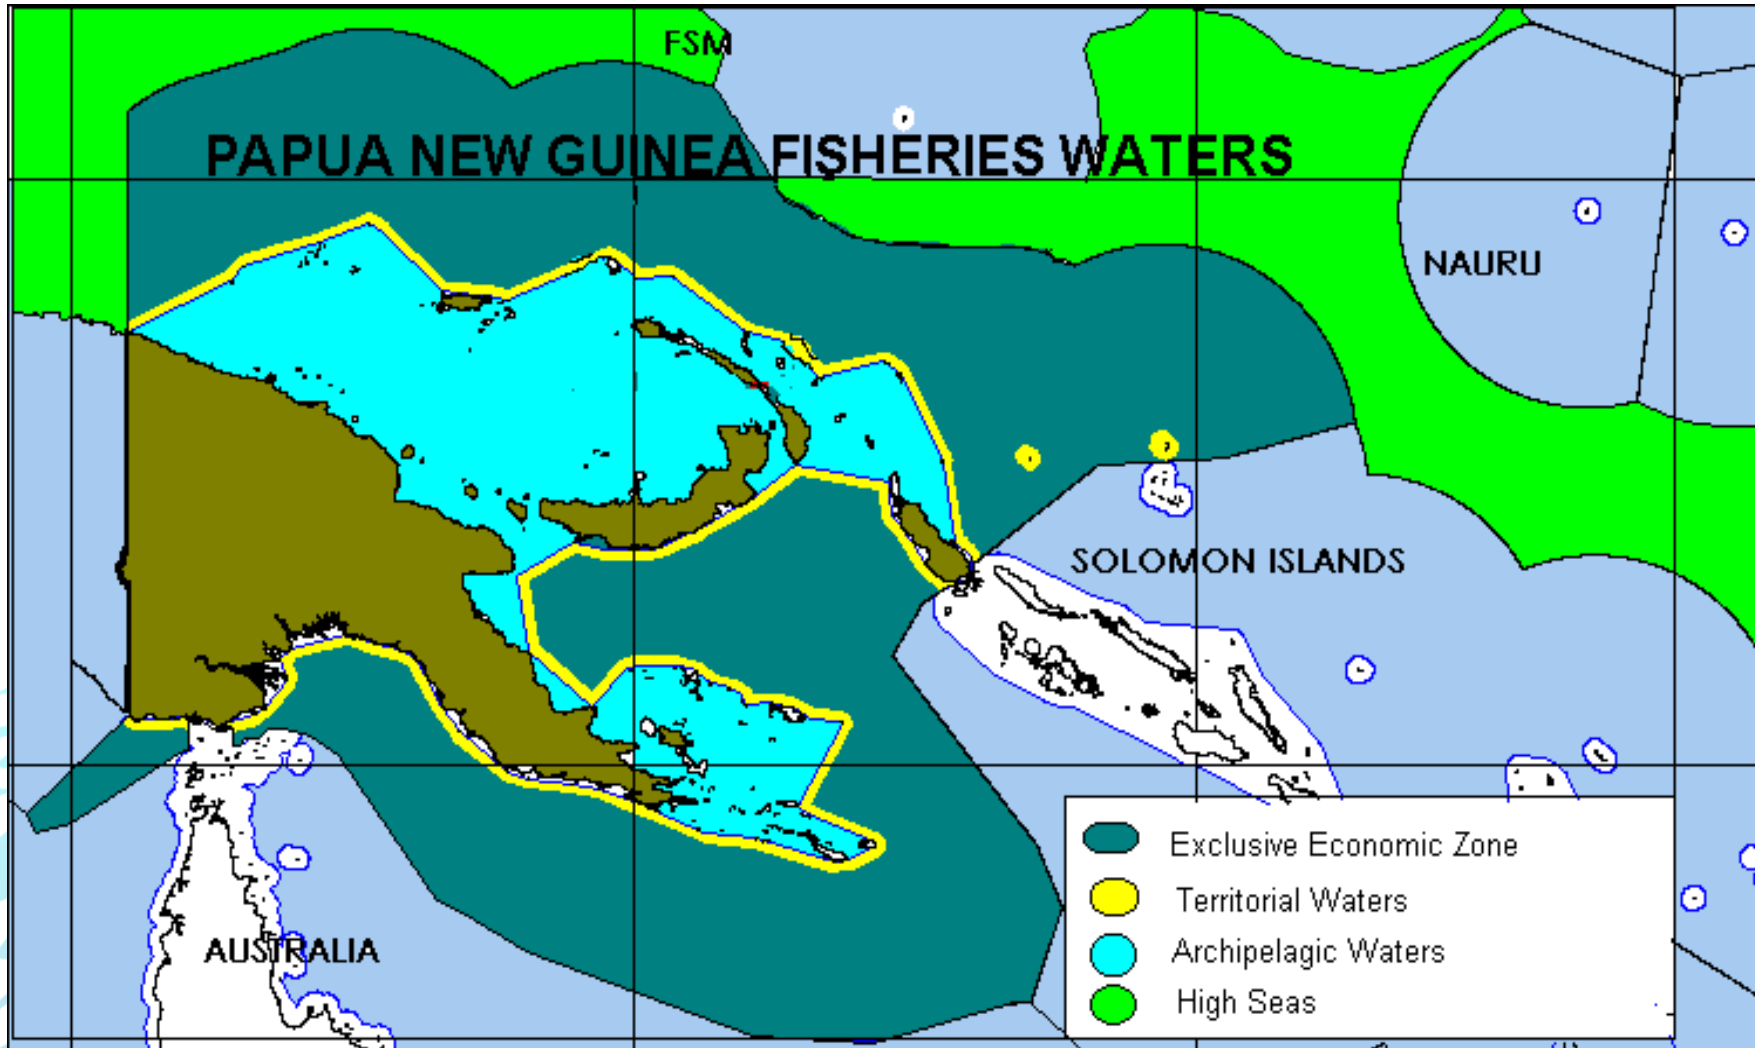 FSM
PAPUA NEW GUINEA FISHERIES WATERS
NAURU
SOLOMON ISLANDS
AUSTRALIA
Exclusive Economic Zone
Territorial Waters
Archipelagic Waters
High Seas